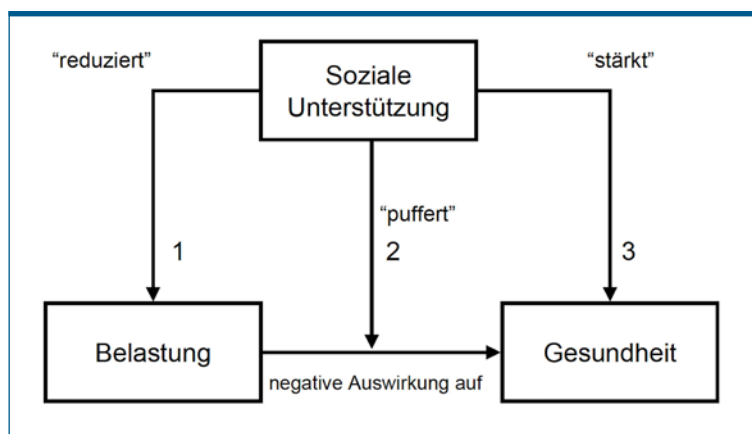 “reduziert”
Soziale
Unterstützung
“stärkt”
“puffert”
1
2
3
Belastung
negative Auswirkung auf
Gesundheit